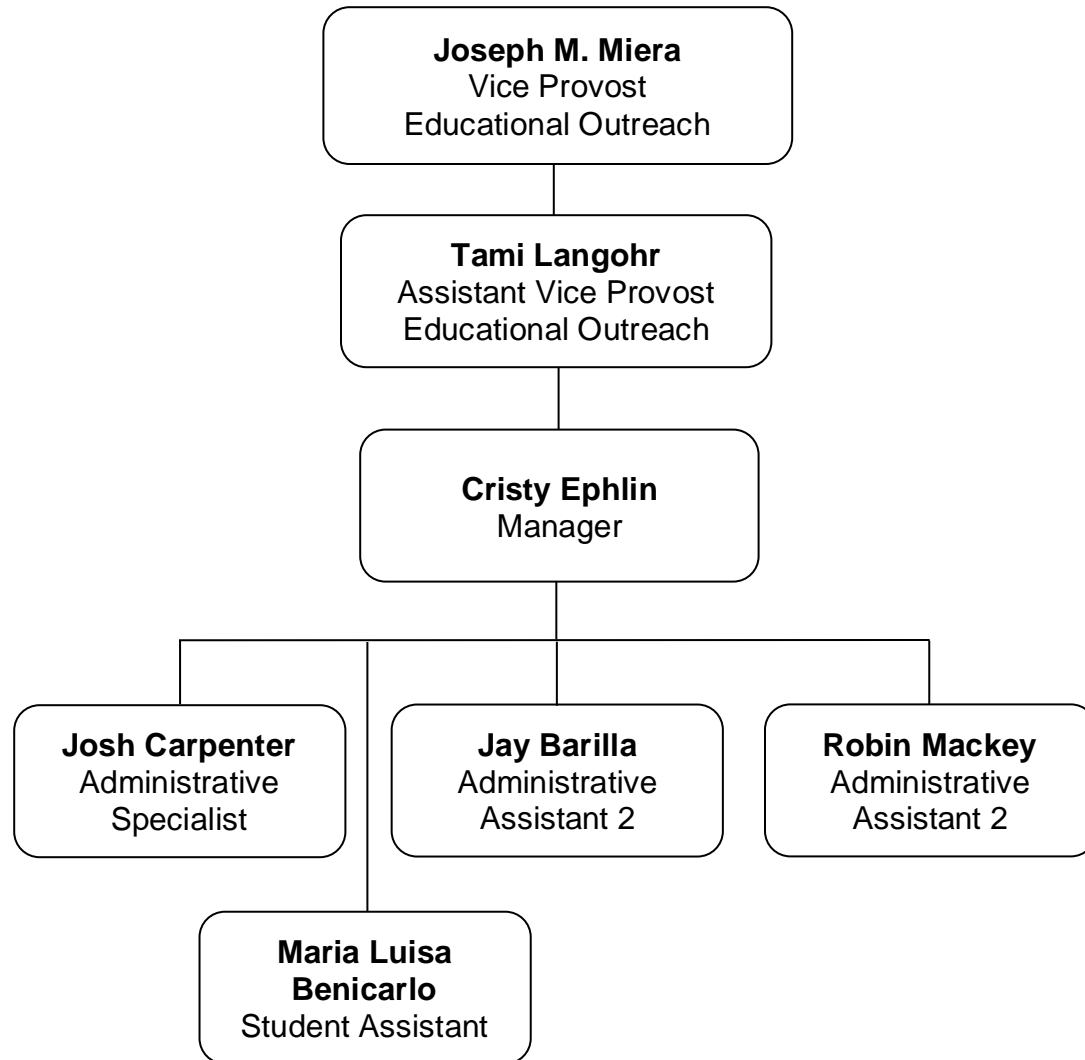 Joseph M. Miera
Vice Provost
Educational Outreach
Tami Langohr
Assistant Vice Provost
Educational Outreach
Cristy Ephlin
Manager
Josh Carpenter
Administrative
Specialist
Jay Barilla
Administrative
Assistant 2
Robin Mackey
Administrative
Assistant 2
Maria Luisa
Benicarlo
Student Assistant